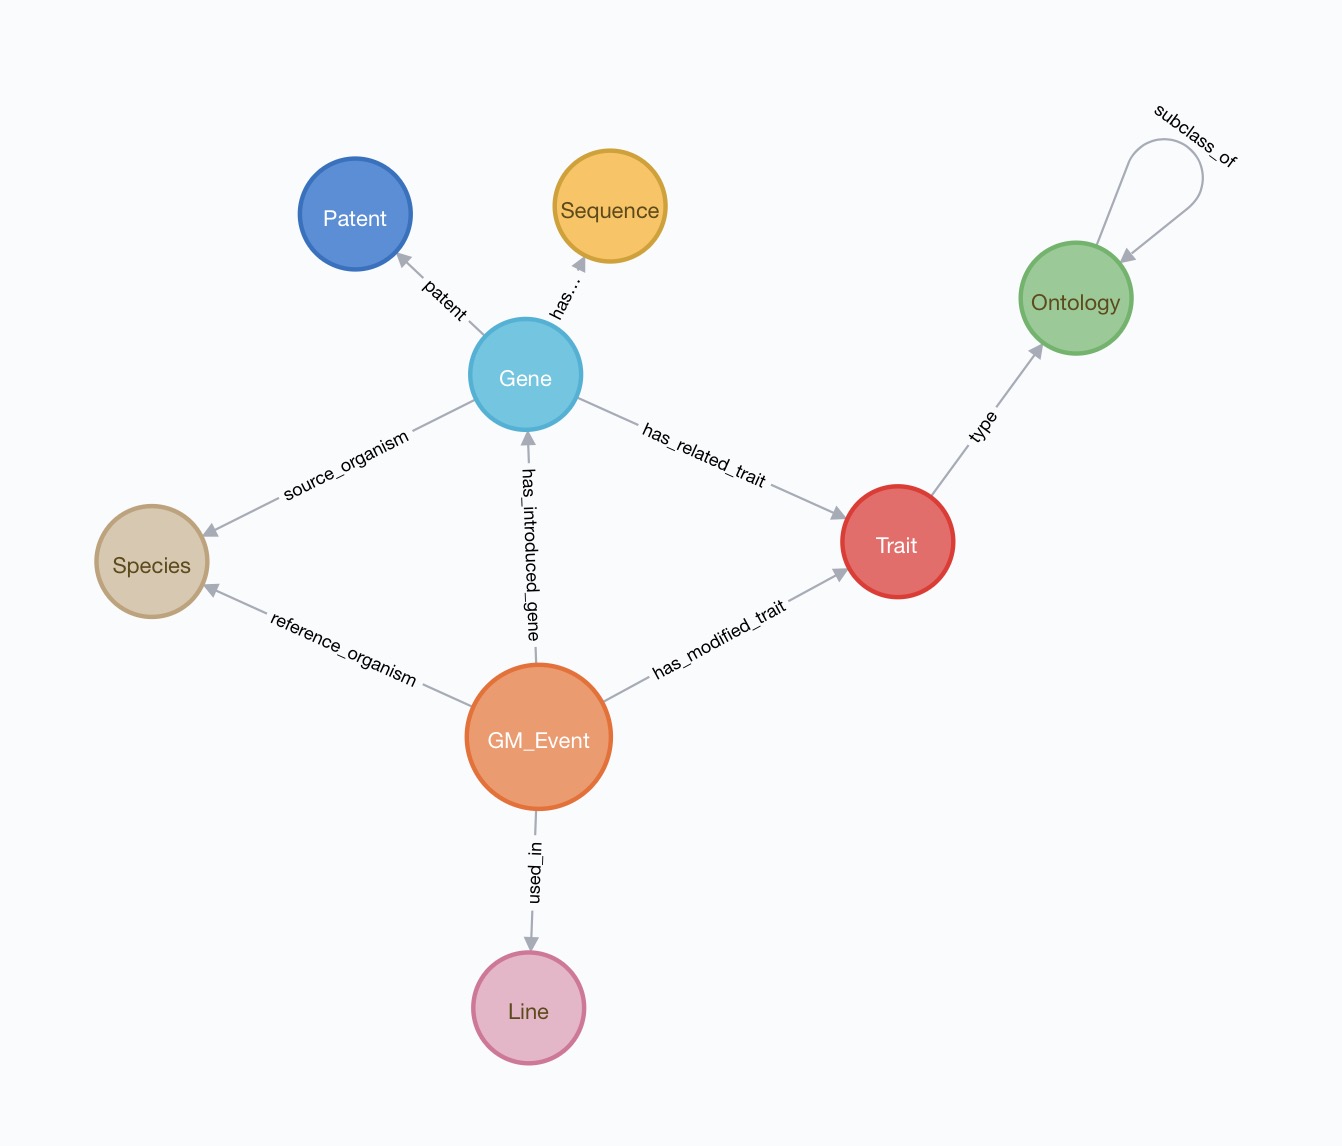 subclass_of
Patent
Sequence
patent
has...
Ontology
Gene
source_organism
has_related_trait
type
has_introduced_gene
Species
Trait
reference_organism
has_modified_trait
GM_Event
used_in
Line